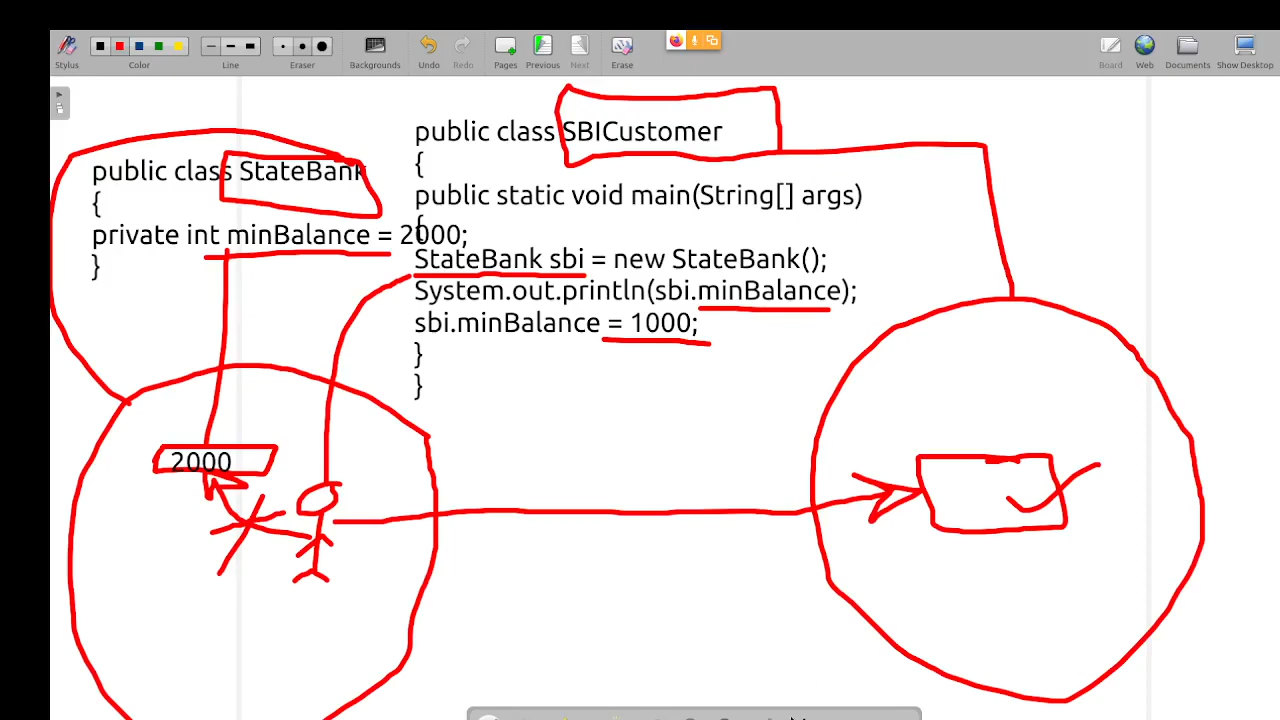 Stylus
Color
Line
Eraser
Backgrounds
Undo
Redo
Pages
Previous
Next
Erase
Board
Web
Documents
Show Desktop
public class StateBank
{
private int minBalance = 2000;
}
public class SBICustomer
{
public static void main(String[] args)
{
StateBank sbi = new StateBank();
System.out.println(sbi.minBalance);
sbi.minBalance = 1000;
}
}
2000